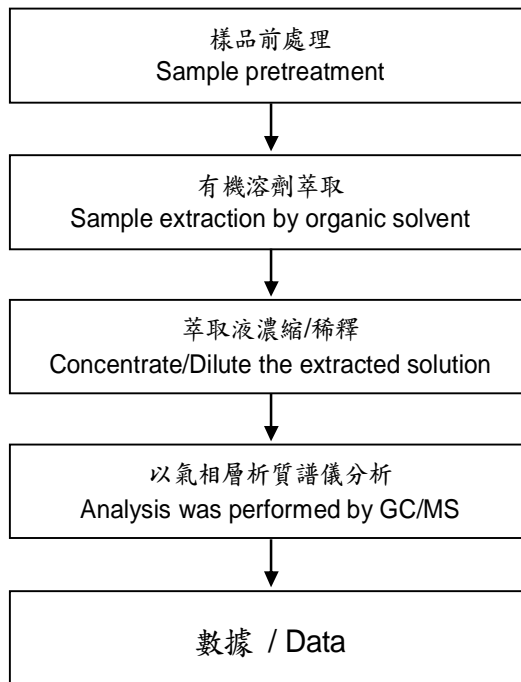 樣品前處理
Sample pretreatment
有機溶劑萃取
Sample extraction by organic solvent
萃取液濃縮/稀釋
Concentrate/Dilute the extracted solution
以氣相層析質譜儀分析
Analysis was performed by GC/MS
數據 / Data